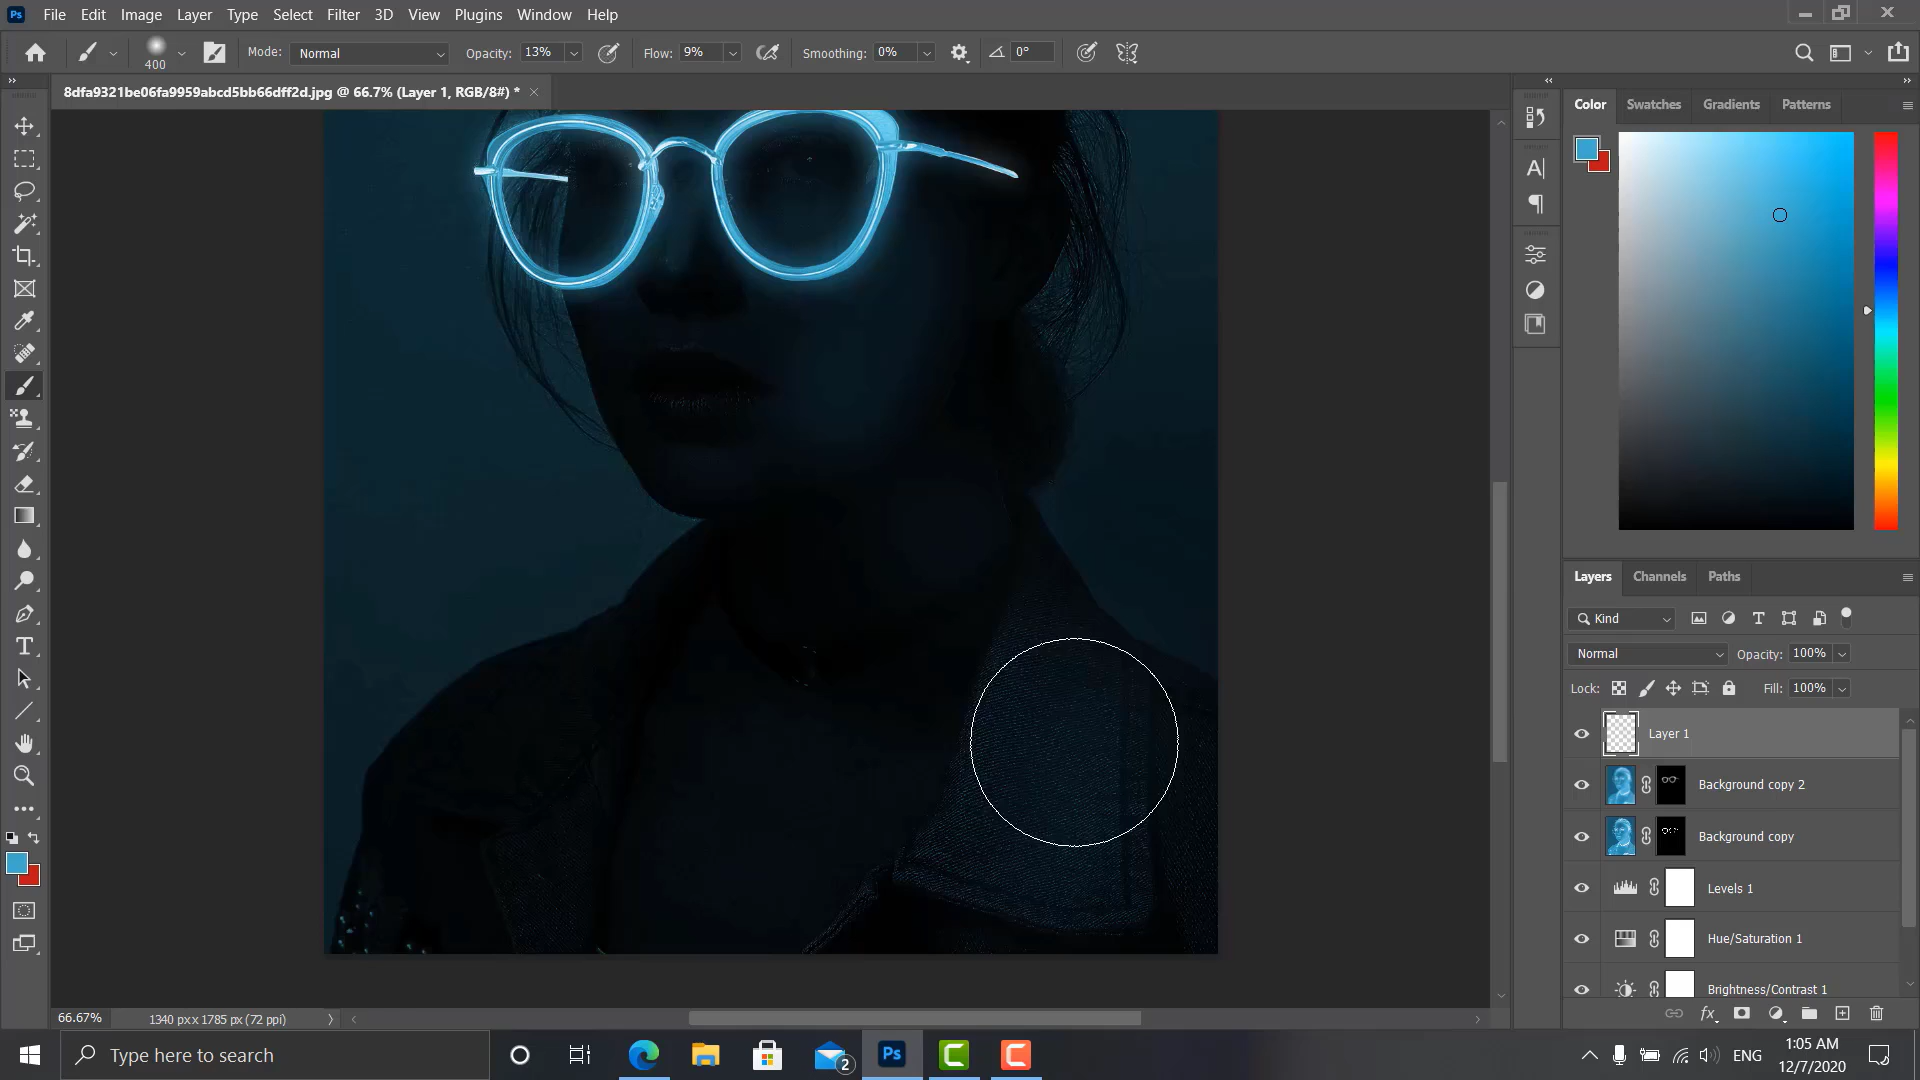 Ps File Edit Image Layer Type Select Filter 3D View Plugins Window Help
400 Mode: Normal Opacity: 13% Flow: 9% Smoothing: 0% 0°
8dfa9321be06fa9959abcd5bb66dff2d.jpg @ 66.7% (Layer 1, RGB/8#) *
Color Swatches Gradients Patterns
Layers Channels Paths
Kind
Normal Opacity: 100%
Lock: Fill: 100%
Layer 1
Background copy 2
Background copy
Levels 1
Hue/Saturation 1
Brightness/Contrast 1
66.67% 1340 px x 1785 px (72 ppi)
Type here to search 2 Ps ENG 1:05 AM
12/7/2020